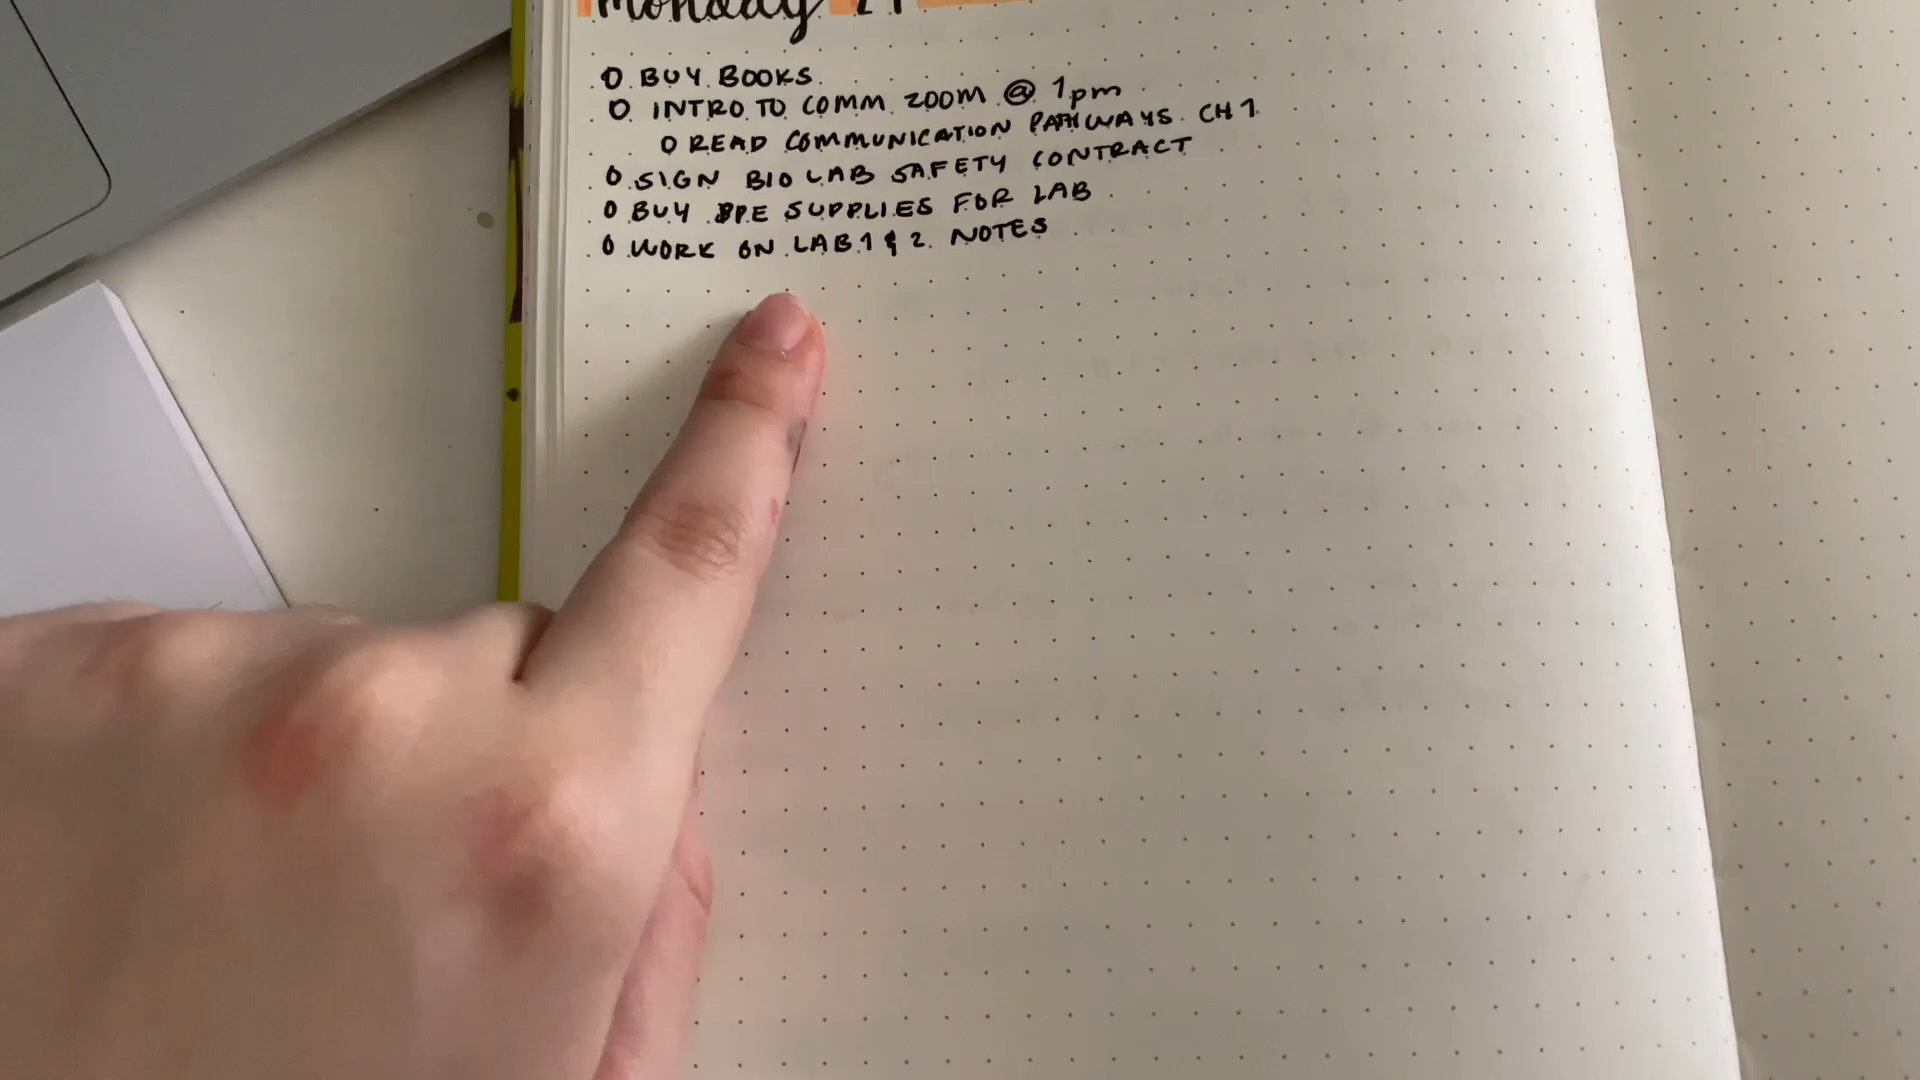 Monday
O BUY BOOKS
O INTRO TO COMM ZOOM @ 1pm
O READ COMMUNICATION PATHWAYS CH 1
O SIGN BIO LAB SAFETY CONTRACT
O BUY PPE SUPPLIES FOR LAB
O WORK ON LAB 1 & 2 NOTES